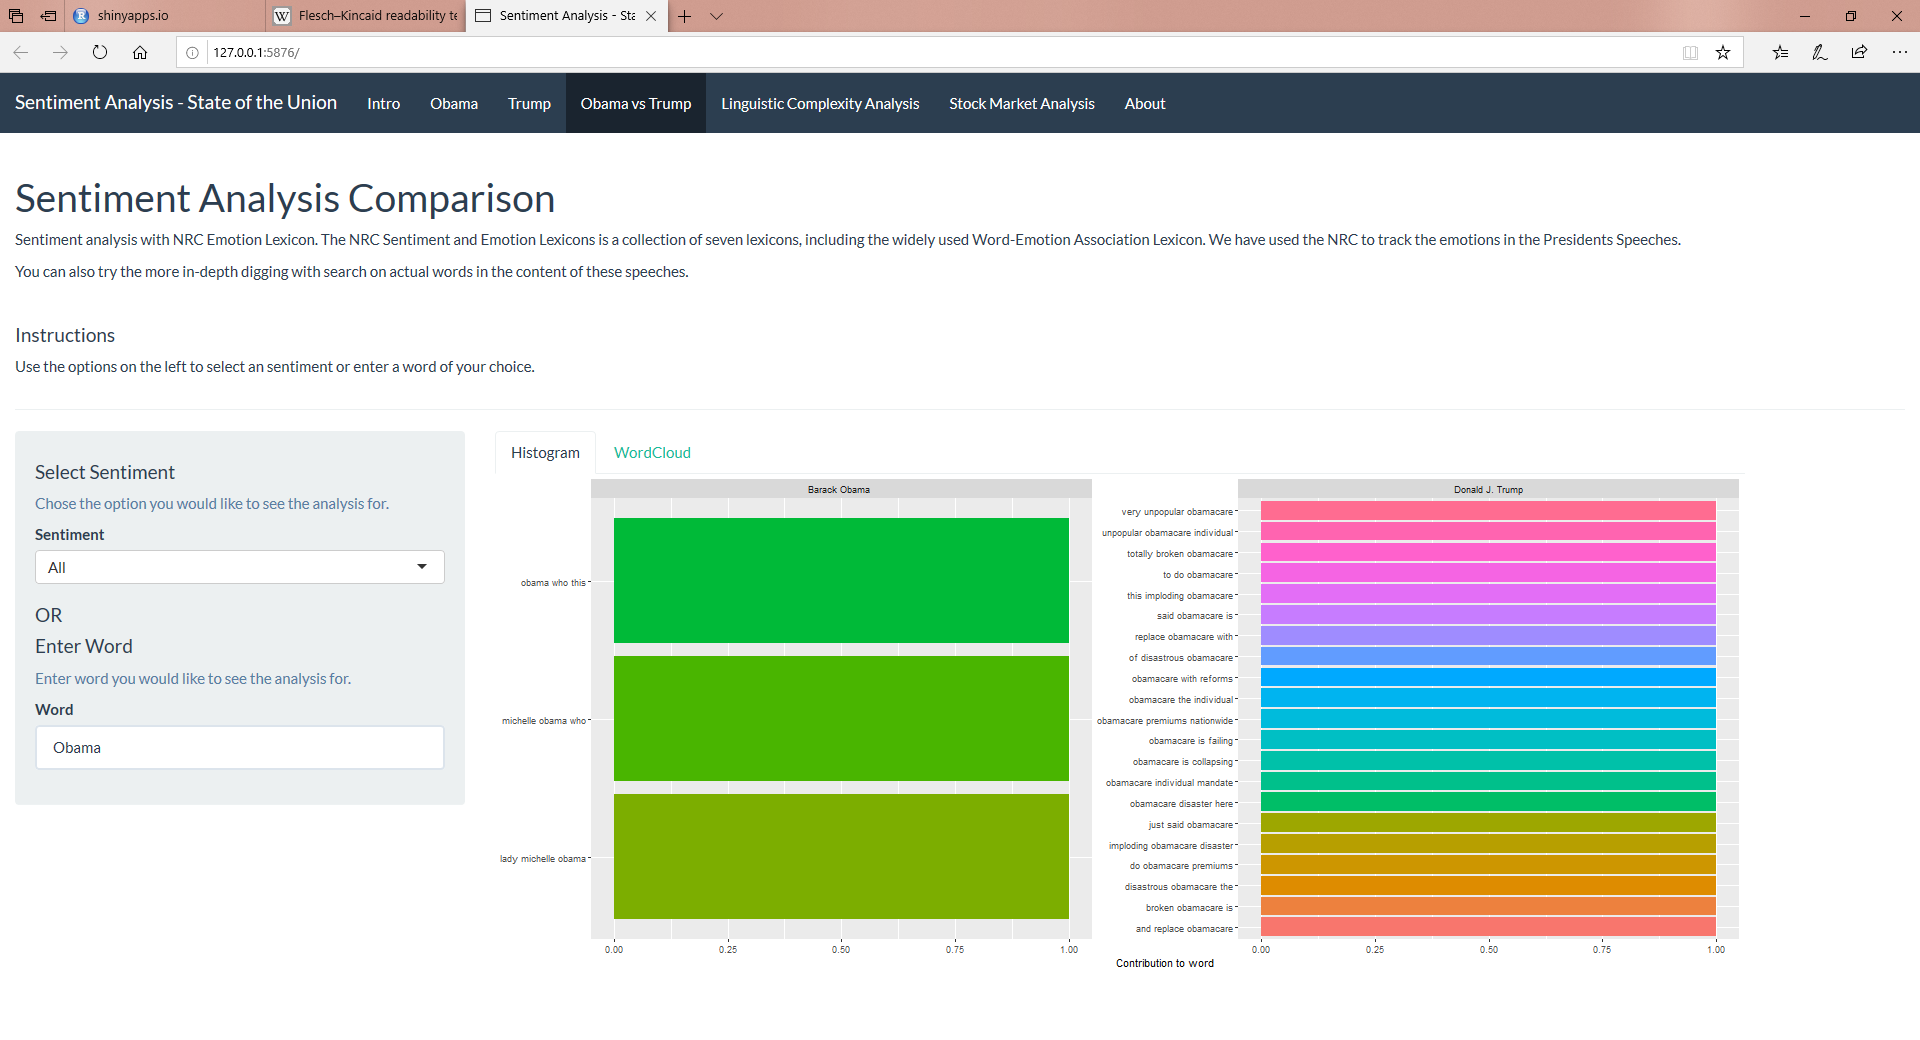 shinyapps.io
Flesch–Kincaid readability te
Sentiment Analysis - Sta
127.0.0.1:5876/
Sentiment Analysis - State of the Union
Intro
Obama
Trump
Obama vs Trump
Linguistic Complexity Analysis
Stock Market Analysis
About
Sentiment Analysis Comparison
Sentiment analysis with NRC Emotion Lexicon. The NRC Sentiment and Emotion Lexicons is a collection of seven lexicons, including the widely used Word-Emotion Association Lexicon. We have used the NRC to track the emotions in the Presidents Speeches.
You can also try the more in-depth digging with search on actual words in the content of these speeches.
Instructions
Use the options on the left to select an sentiment or enter a word of your choice.
Select Sentiment
Chose the option you would like to see the analysis for.
Sentiment
All
OR
Enter Word
Enter word you would like to see the analysis for.
Word
Obama
Histogram
WordCloud
Barack Obama
obama who this
michelle obama who
lady michelle obama
0.00 0.25 0.50 0.75 1.00
Donald J. Trump
very unpopular obamacare
unpopular obamacare individual
totally broken obamacare
to do obamacare
this imploding obamacare
said obamacare is
replace obamacare with
of disastrous obamacare
obamacare with reforms
obamacare the individual
obamacare premiums nationwide
obamacare is failing
obamacare is collapsing
obamacare individual mandate
obamacare disaster here
just said obamacare
imploding obamacare disaster
do obamacare premiums
disastrous obamacare the
broken obamacare is
and replace obamacare
0.00 0.25 0.50 0.75 1.00
Contribution to word